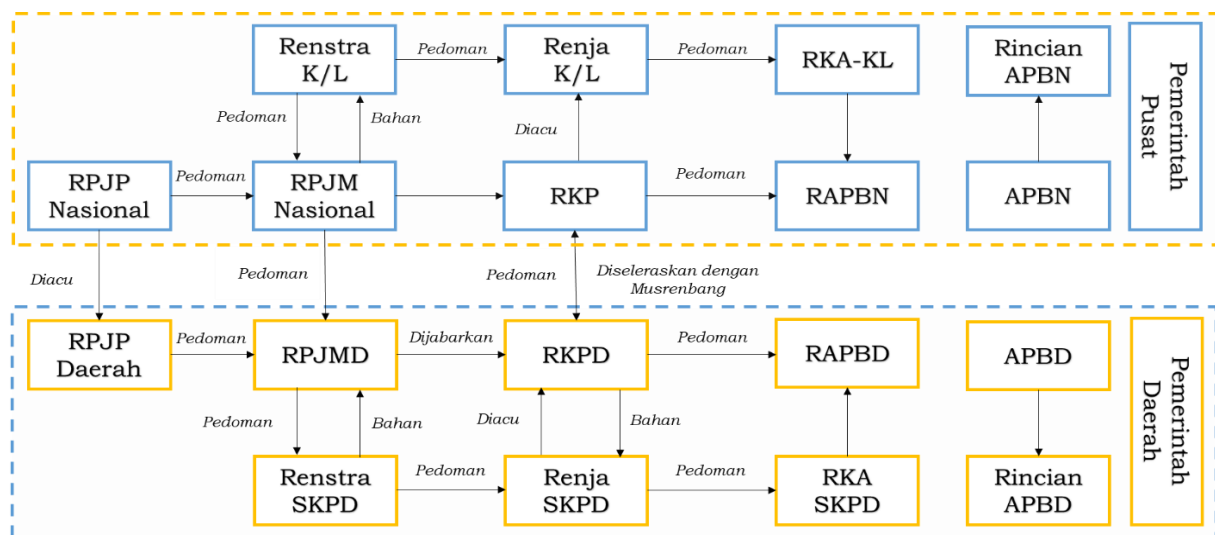 Renstra
K/L
Pedoman
Renja
K/L
Pedoman
RKA-KL
Rincian
APBN
Pemerintah
Pusat
Pedoman
Bahan
Diacu
RPJP
Nasional
Pedoman
RPJM
Nasional
RKP
Pedoman
RAPBN
APBN
Diacu
Pedoman
Pedoman
Diseleraskan dengan
Musrenbang
RPJP
Daerah
Pedoman
RPJMD
Dijabarkan
RKPD
Pedoman
RAPBD
APBD
Pemerintah
Daerah
Pedoman
Bahan
Diacu
Bahan
Renstra
SKPD
Pedoman
Renja
SKPD
Pedoman
RKA
SKPD
Rincian
APBD